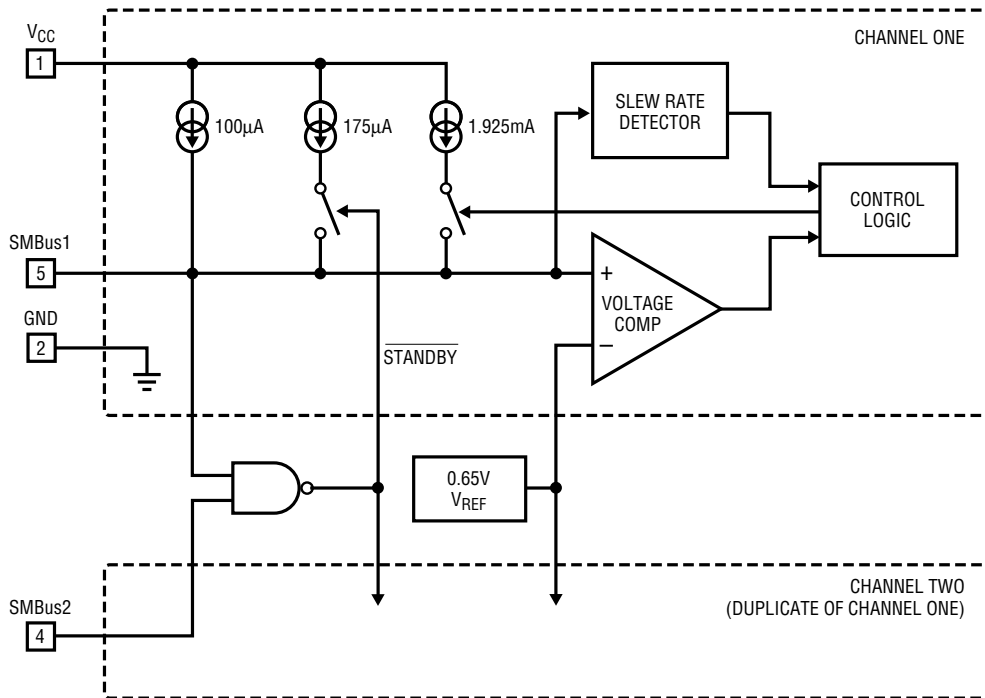 CHANNEL ONE
VCC
1
100µA
175µA
1.925mA
SLEW RATE
DETECTOR
CONTROL
LOGIC
SMBus1
5
+
VOLTAGE
COMP
−
GND
2
STANDBY
0.65V
VREF
CHANNEL TWO
(DUPLICATE OF CHANNEL ONE)
SMBus2
4